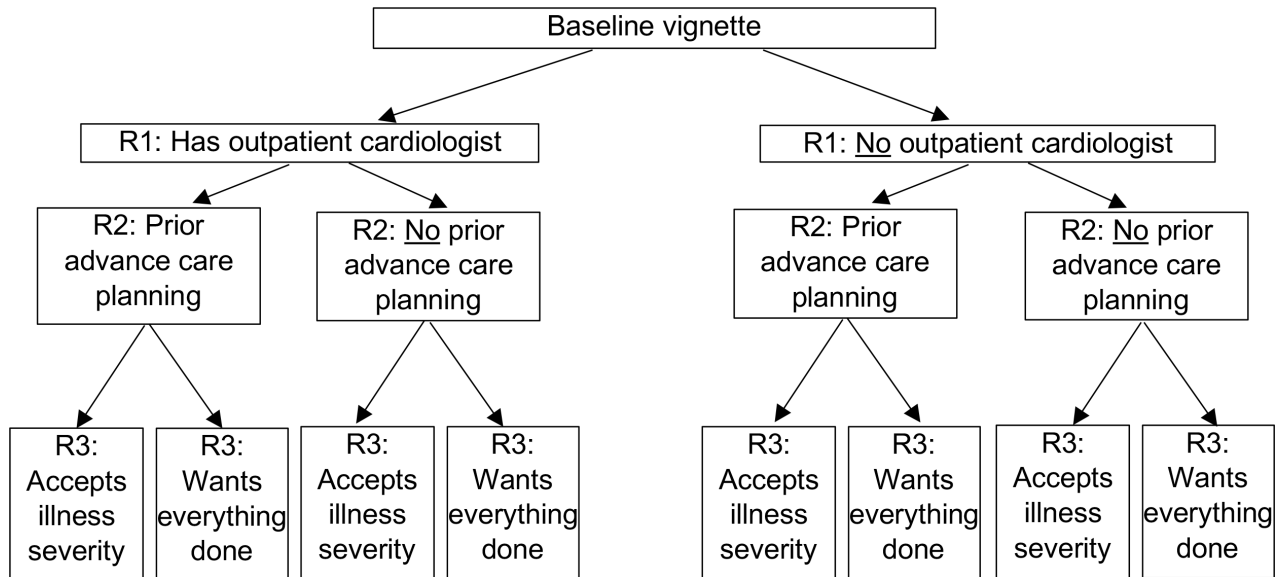 Baseline vignette
R1: Has outpatient cardiologist
R1: No outpatient cardiologist
R2: Prior
advance care
planning
R2: No prior
advance care
planning
R2: Prior
advance care
planning
R2: No prior
advance care
planning
R3:
Accepts
illness
severity
R3:
Wants
everything
done
R3:
Accepts
illness
severity
R3:
Wants
everything
done
R3:
Accepts
illness
severity
R3:
Wants
everything
done
R3:
Accepts
illness
severity
R3:
Wants
everything
done